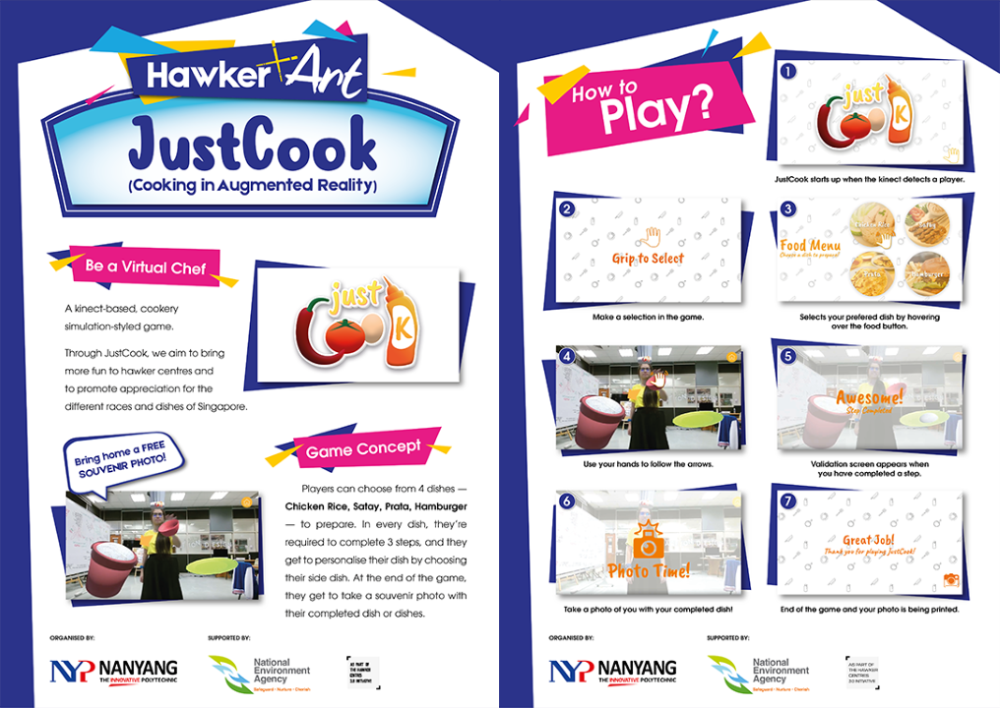 Hawker+Art
JustCook
(Cooking in Augmented Reality)
Be a Virtual Chef
A kinect-based, cookery
simulation-styled game.
Through JustCook, we aim to bring
more fun to hawker centres and
to promote appreciation for the
different races and dishes of Singapore.
just
K
Bring home a FREE
SOUVENIR PHOTO!
Game Concept
Players can choose from 4 dishes —
Chicken Rice, Satay, Prata, Hamburger
— to prepare. In every dish, they're
required to complete 3 steps, and they
get to personalise their dish by choosing
their side dish. At the end of the game,
they get to take a souvenir photo with
their completed dish or dishes.
ORGANISED BY:
NYP NANYANG
THE INNOVATIVE POLYTECHNIC
SUPPORTED BY:
National
Environment
Agency
Safeguard • Nurture • Cherish
AS PART OF
THE HAWKER
CENTRES
3.0 INITIATIVE
How to
Play?
1
just
K
JustCook starts up when the kinect detects a player.
2
Grip to Select
Make a selection in the game.
3
Food Menu
Choose a dish to prepare!
Chicken Rice
Satay
Prata
Hamburger
Selects your prefered dish by hovering
over the food button.
4
Use your hands to follow the arrows.
5
Awesome!
Step Completed
Validation screen appears when
you have completed a step.
6
Photo Time!
Take a photo of you with your completed dish!
7
Great Job!
Thank you for playing JustCook!
End of the game and your photo is being printed.
ORGANISED BY:
NYP NANYANG
THE INNOVATIVE POLYTECHNIC
SUPPORTED BY:
National
Environment
Agency
Safeguard • Nurture • Cherish
AS PART OF
THE HAWKER
CENTRES
3.0 INITIATIVE